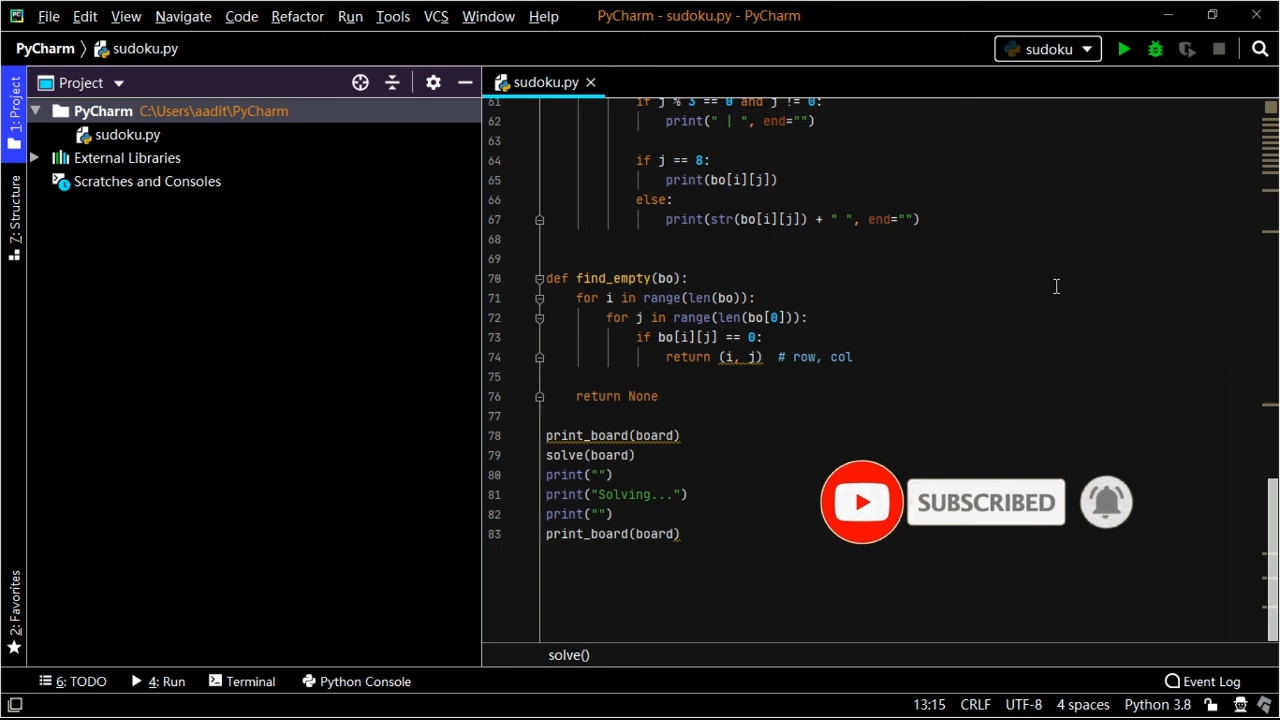 File Edit View Navigate Code Refactor Run Tools VCS Window Help PyCharm - sudoku.py - PyCharm
PyCharm sudoku.py sudoku
Project sudoku.py
1: Project
7: Structure
2: Favorites
PyCharm C:\Users\aadit\PyCharm
sudoku.py
External Libraries
Scratches and Consoles
61 if j % 3 == 0 and j != 0:
62 print(" | ", end="")
63
64 if j == 8:
65 print(bo[i][j])
66 else:
67 print(str(bo[i][j]) + " ", end="")
68
69
70 def find_empty(bo):
71 for i in range(len(bo)):
72 for j in range(len(bo[0])):
73 if bo[i][j] == 0:
74 return (i, j)  # row, col
75
76 return None
77
78 print_board(board)
79 solve(board)
80 print("")
81 print("Solving...")
82 print("")
83 print_board(board)
SUBSCRIBED
solve()
6: TODO 4: Run Terminal Python Console Event Log
13:15 CRLF UTF-8 4 spaces Python 3.8